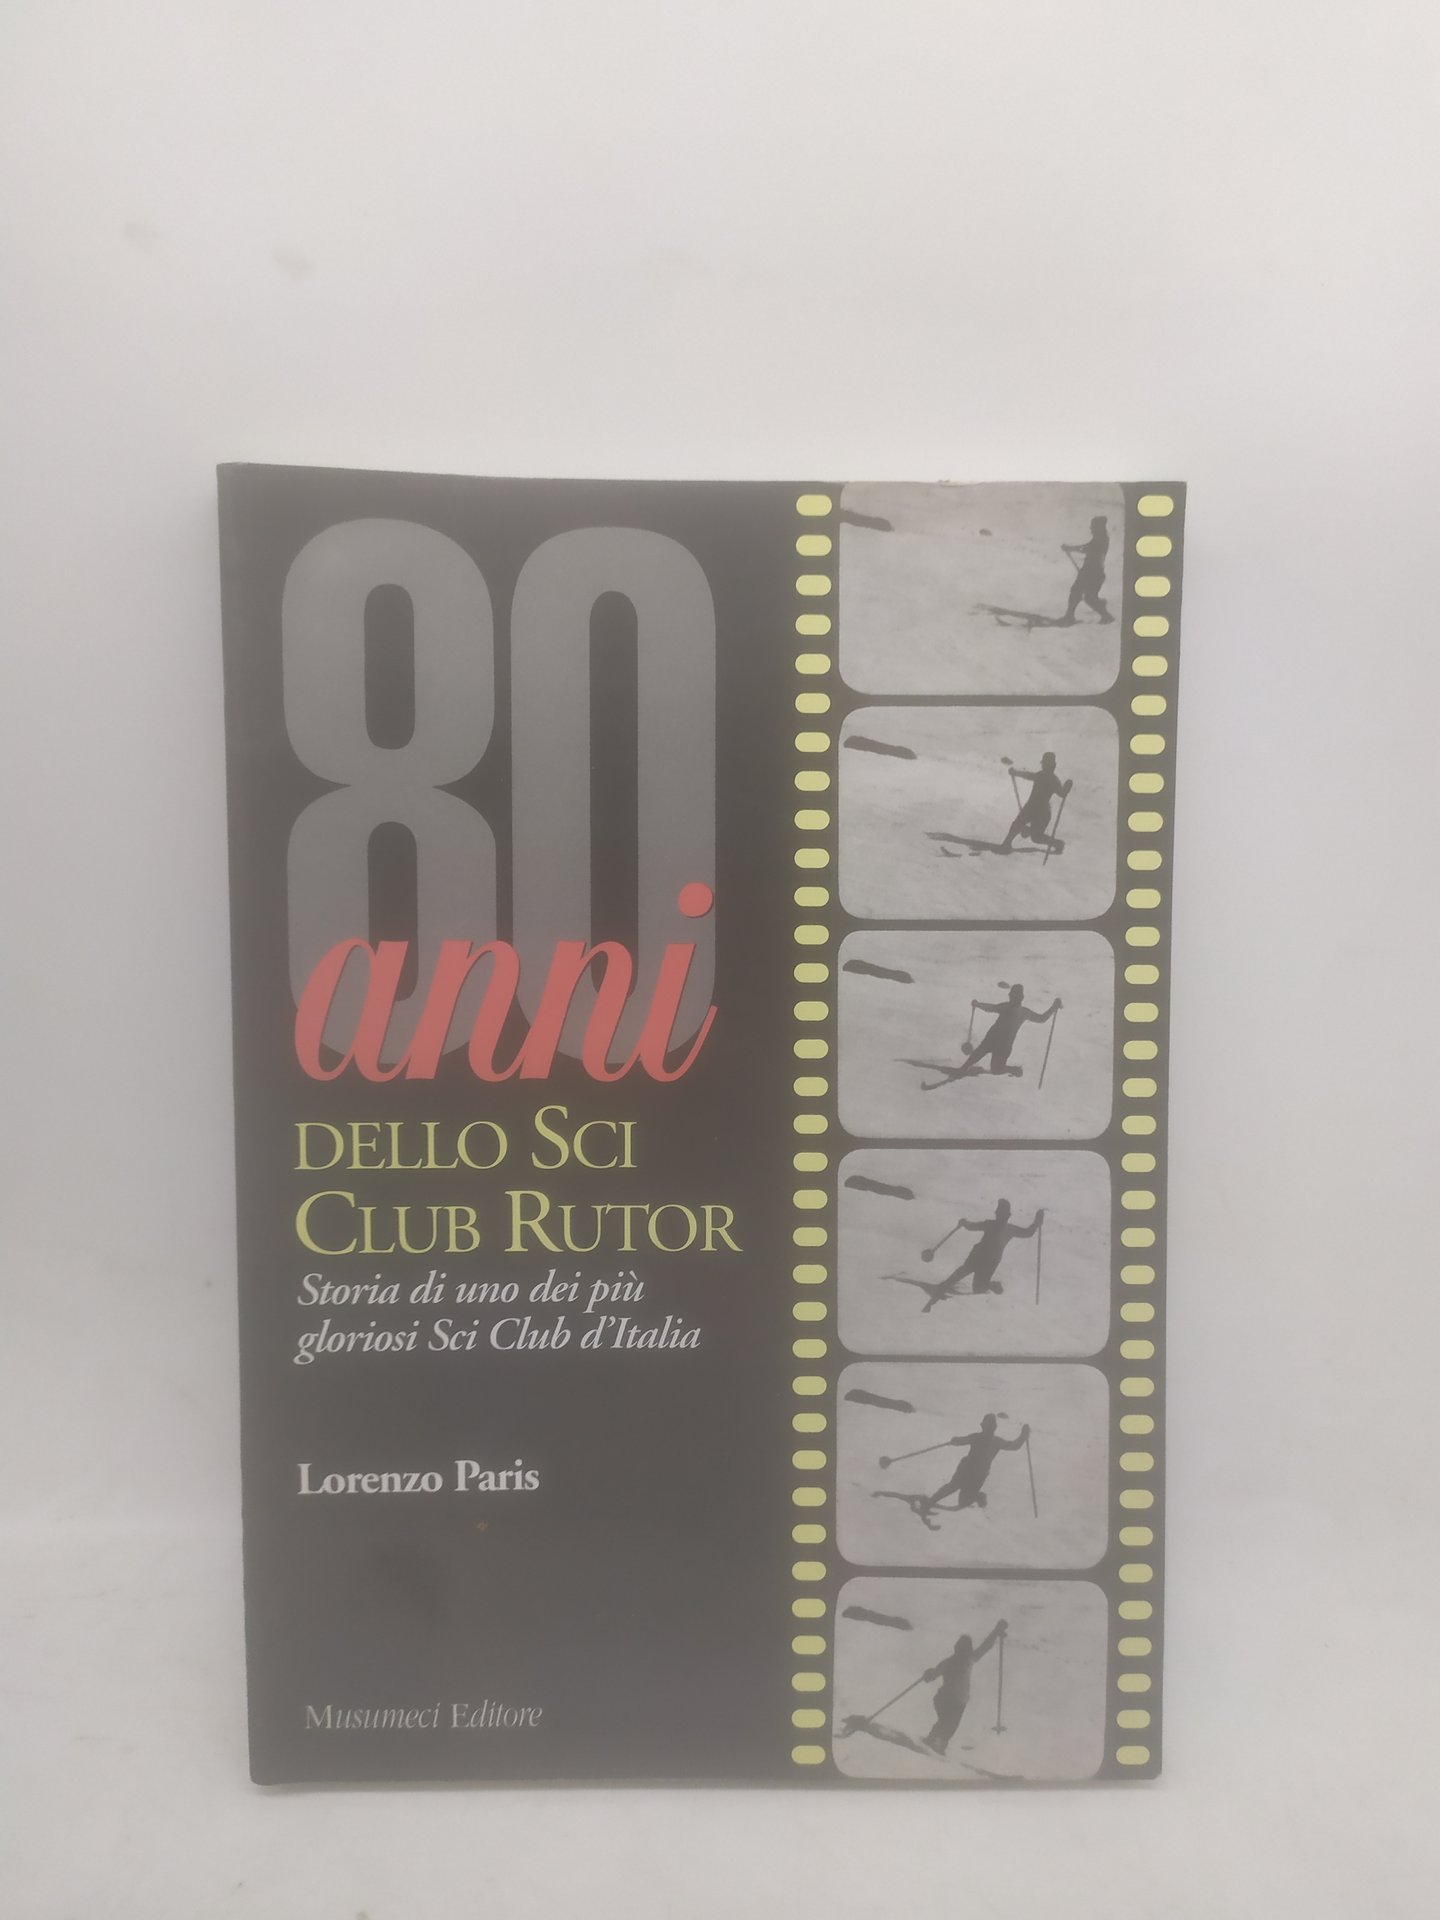 80
anni
DELLO SCI
CLUB RUTOR
Storia di uno dei più
gloriosi Sci Club d'Italia
Lorenzo Paris
Musumeci Editore